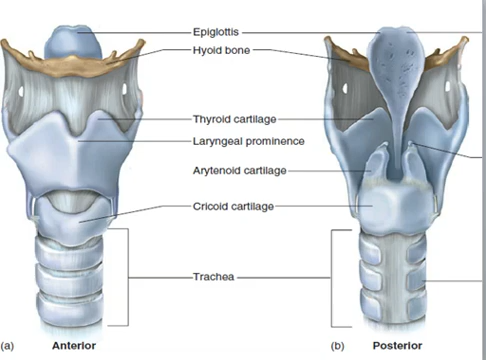 Epiglottis
Hyoid bone
Thyroid cartilage
Laryngeal prominence
Arytenoid cartilage
Cricoid cartilage
Trachea
(a) Anterior
(b) Posterior